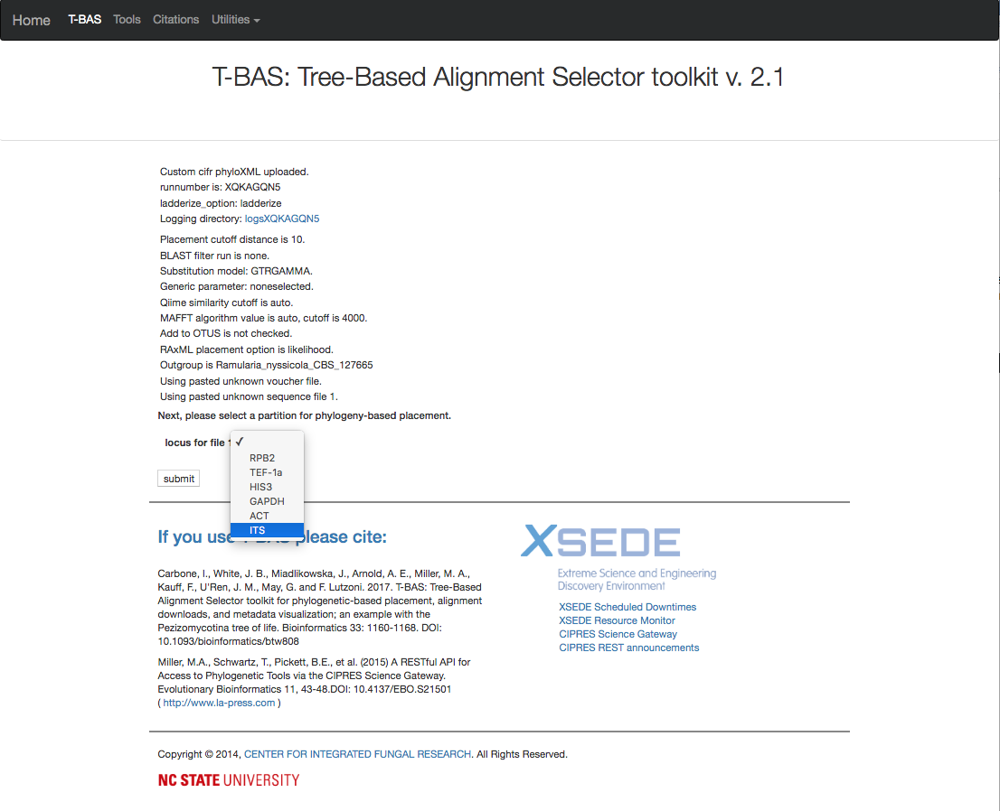 Home T-BAS Tools Citations Utilities
T-BAS: Tree-Based Alignment Selector toolkit v. 2.1
Custom cifr phyloXML uploaded.
runnumber is: XQKAGQN5
ladderize_option: ladderize
Logging directory: logsXQKAGQN5
Placement cutoff distance is 10.
BLAST filter run is none.
Substitution model: GTRGAMMA.
Generic parameter: noneselected.
Qiime similarity cutoff is auto.
MAFFT algorithm value is auto, cutoff is 4000.
Add to OTUS is not checked.
RAxML placement option is likelihood.
Outgroup is Ramularia_nyssicola_CBS_127665
Using pasted unknown voucher file.
Using pasted unknown sequence file 1.
Next, please select a partition for phylogeny-based placement.
locus for file 1 ✓
RPB2
TEF-1a
HIS3
GAPDH
ACT
ITS
submit
If you use T-BAS please cite:
Carbone, I., White, J. B., Miadlikowska, J., Arnold, A. E., Miller, M. A.,
Kauff, F., U'Ren, J. M., May, G. and F. Lutzoni. 2017. T-BAS: Tree-Based
Alignment Selector toolkit for phylogenetic-based placement, alignment
downloads, and metadata visualization; an example with the
Pezizomycotina tree of life. Bioinformatics 33: 1160-1168. DOI:
10.1093/bioinformatics/btw808
Miller, M.A., Schwartz, T., Pickett, B.E., et al. (2015) A RESTful API for
Access to Phylogenetic Tools via the CIPRES Science Gateway.
Evolutionary Bioinformatics 11, 43-48.DOI: 10.4137/EBO.S21501
( http://www.la-press.com )
XSEDE
Extreme Science and Engineering
Discovery Environment
XSEDE Scheduled Downtimes
XSEDE Resource Monitor
CIPRES Science Gateway
CIPRES REST announcements
Copyright © 2014, CENTER FOR INTEGRATED FUNGAL RESEARCH. All Rights Reserved.
NC STATE UNIVERSITY